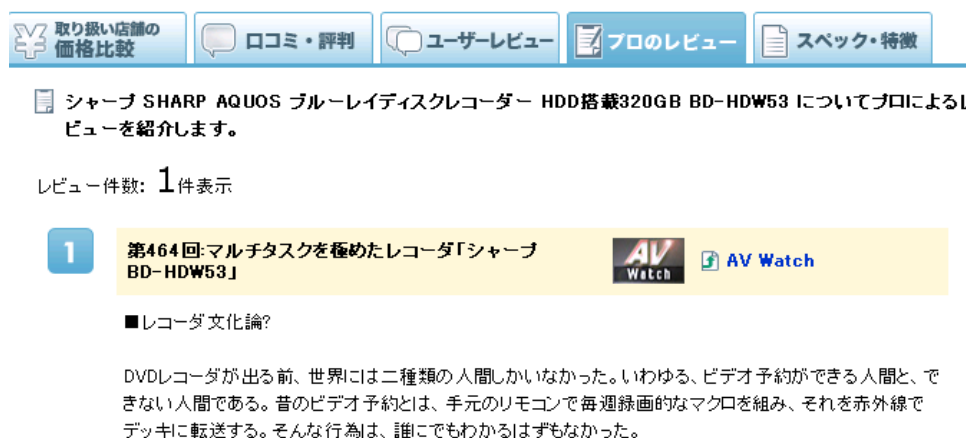 取り扱い店舗の
価格比較
口コミ・評判
ユーザーレビュー
プロのレビュー
スペック・特徴
シャープ SHARP AQUOS ブルーレイディスクレコーダー HDD搭載320GB BD-HDW53 についてプロによるレ
ビューを紹介します。
レビュー件数: 1件表示
1
第464回:マルチタスクを極めたレコーダ「シャープ
BD-HDW53」
AV
Watch
AV Watch
■レコーダ文化論?
DVDレコーダが出る前、世界には二種類の人間しかいなかった。いわゆる、ビデオ予約ができる人間と、で
きない人間である。昔のビデオ予約とは、手元のリモコンで毎週録画的なマクロを組み、それを赤外線で
デッキに転送する。そんな行為は、誰にでもわかるはずもなかった。